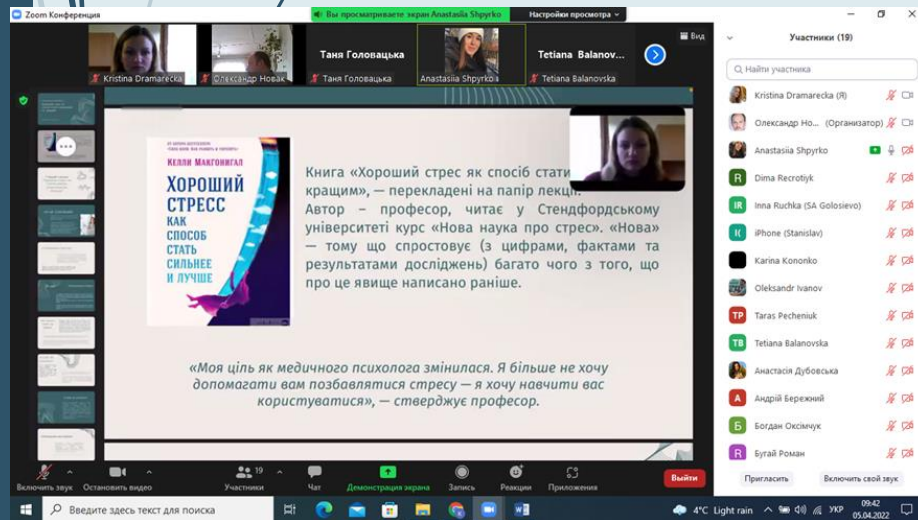 Zoom Конференция
Вы просматриваете экран Anastasiia Shpyrko
Настройки просмотра
Вид
Kristina Dramarecka
Олександр Новак
Таня Головацька
Таня Головацька
Anastasiia Shpyrko
Tetiana Balanov...
Tetiana Balanovska
КЕЛЛИ МАКГОНИГАЛ
ХОРОШИЙ
СТРЕСС
КАК
СПОСОБ
СТАТЬ
СИЛЬНЕЕ
И ЛУЧШЕ
Книга «Хороший стрес як спосіб стати
кращим», — перекладені на папір лекції.
Автор – професор, читає у Стендфордському
університеті курс «Нова наука про стрес». «Нова»
— тому що спростовує (з цифрами, фактами та
результатами досліджень) багато чого з того, що
про це явище написано раніше.
«Моя ціль як медичного психолога змінилася. Я більше не хочу
допомагати вам позбавлятися стресу — я хочу навчити вас
користуватися», — стверджує професор.
Участники (19)
Найти участника
Kristina Dramarecka (Я)
Олександр Но... (Организатор)
Anastasiia Shpyrko
D Dima Recrotiyk
IR Inna Ruchka (SA Golosievo)
I( iPhone (Stanislav)
Karina Kononko
Oleksandr Ivanov
TP Taras Pecheniuk
TB Tetiana Balanovska
Анастасія Дубовська
А Андрій Бережний
Б Богдан Оксімчук
Б Бугай Роман
Пригласить
Включить свой звук
Включить звук
Остановить видео
19
Участники
Чат
Демонстрация экрана
Запись
Реакции
Приложения
Выйти
Введите здесь текст для поиска
4°C Light rain
УКР
09:42
05.04.2022